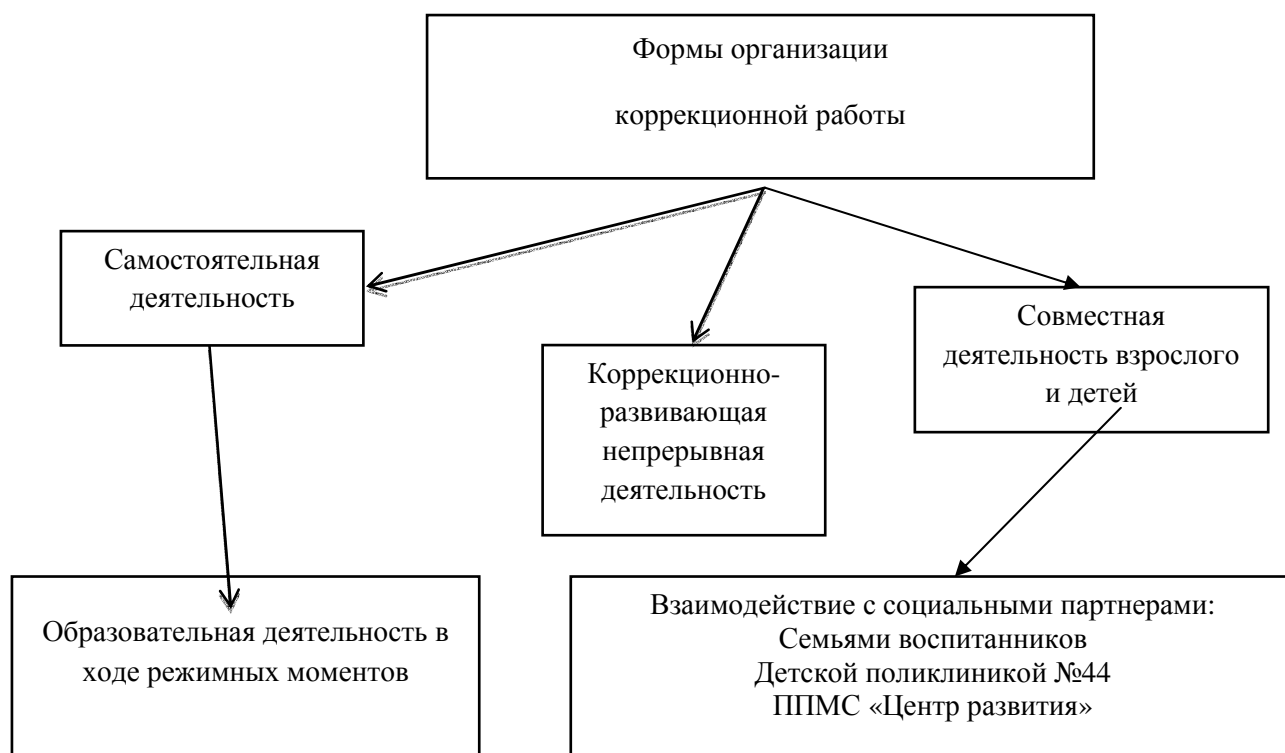 Формы организации
коррекционной работы
Самостоятельная
деятельность
Совместная
деятельность взрослого
и детей
Коррекционно-
развивающая
непрерывная
деятельность
Образовательная деятельность в
ходе режимных моментов
Взаимодействие с социальными партнерами:
Семьями воспитанников
Детской поликлиникой №44
ППМС «Центр развития»